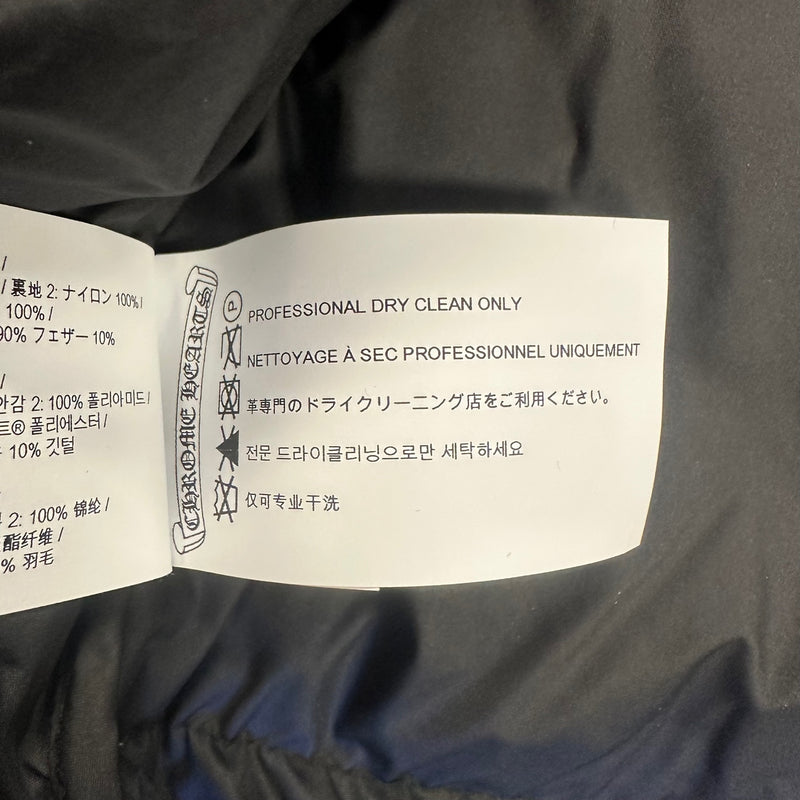 /
/ 裏地 2: ナイロン 100% /
100% /
90% フェザー 10%
/
안감 2: 100% 폴리아미드 /
트® 폴리에스터 /
10% 깃털
2: 100% 锦纶 /
酯纤维 /
% 羽毛
CHROME HEARTS
P
PROFESSIONAL DRY CLEAN ONLY
NETTOYAGE À SEC PROFESSIONNEL UNIQUEMENT
革専門のドライクリーニング店をご利用ください。
전문 드라이클리닝으로만 세탁하세요
仅可专业干洗